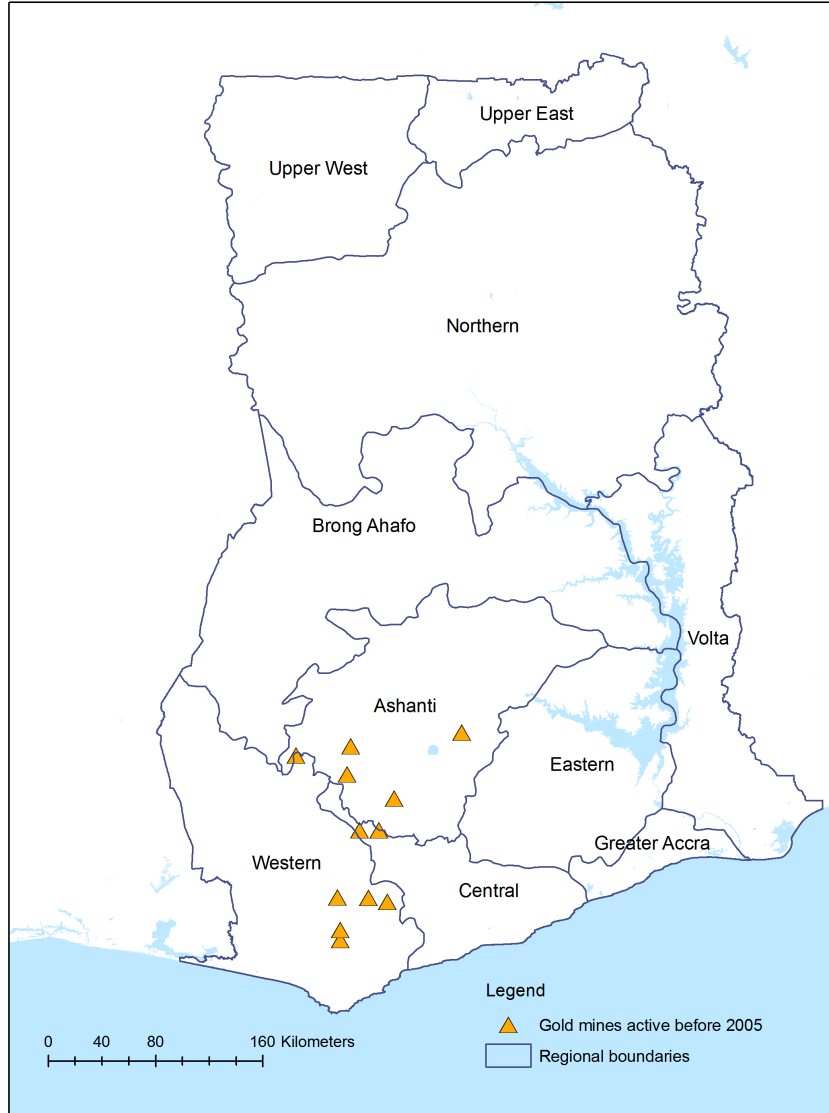 Upper East
Upper West
Northern
Brong Ahafo
Volta
Ashanti
Eastern
Greater Accra
Western
Central
Legend
Gold mines active before 2005
Regional boundaries
0 40 80 160 Kilometers